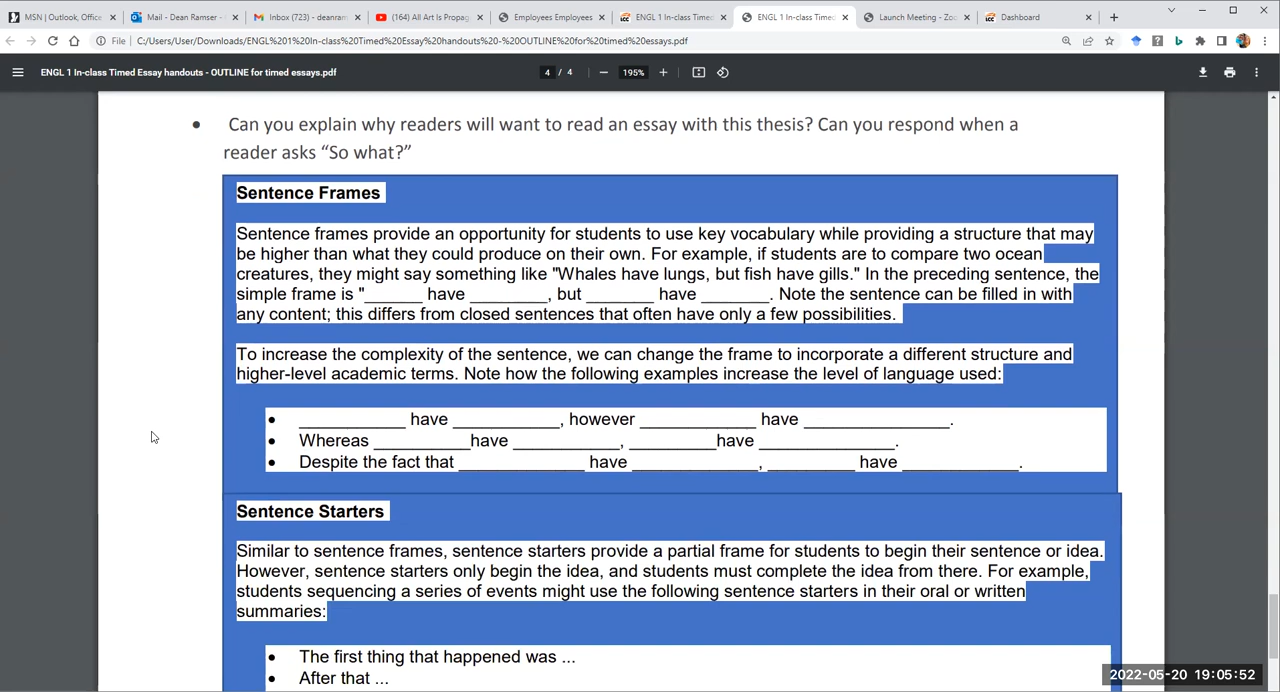 MSN | Outlook, Office
Mail - Dean Ramser -
Inbox (723) - deanram
(164) All Art Is Propag
Employees Employees
ENGL 1 In-class Timed
ENGL 1 In-class Timed
Launch Meeting - Zoo
Dashboard
File | C:/Users/User/Downloads/ENGL%201%20In-class%20Timed%20Essay%20handouts%20-%20OUTLINE%20for%20timed%20essays.pdf
ENGL 1 In-class Timed Essay handouts - OUTLINE for timed essays.pdf
4 / 4
195%
• Can you explain why readers will want to read an essay with this thesis? Can you respond when a
reader asks “So what?”
Sentence Frames
Sentence frames provide an opportunity for students to use key vocabulary while providing a structure that may
be higher than what they could produce on their own. For example, if students are to compare two ocean
creatures, they might say something like "Whales have lungs, but fish have gills." In the preceding sentence, the
simple frame is "______ have ________, but _______ have _______. Note the sentence can be filled in with
any content; this differs from closed sentences that often have only a few possibilities.
To increase the complexity of the sentence, we can change the frame to incorporate a different structure and
higher-level academic terms. Note how the following examples increase the level of language used:
• ___________ have ___________, however ____________ have _______________.
• Whereas __________have ___________, _________have ______________.
• Despite the fact that _____________ have _____________, _________ have ____________.
Sentence Starters
Similar to sentence frames, sentence starters provide a partial frame for students to begin their sentence or idea.
However, sentence starters only begin the idea, and students must complete the idea from there. For example,
students sequencing a series of events might use the following sentence starters in their oral or written
summaries:
• The first thing that happened was ...
• After that ...
2022-05-20 19:05:52